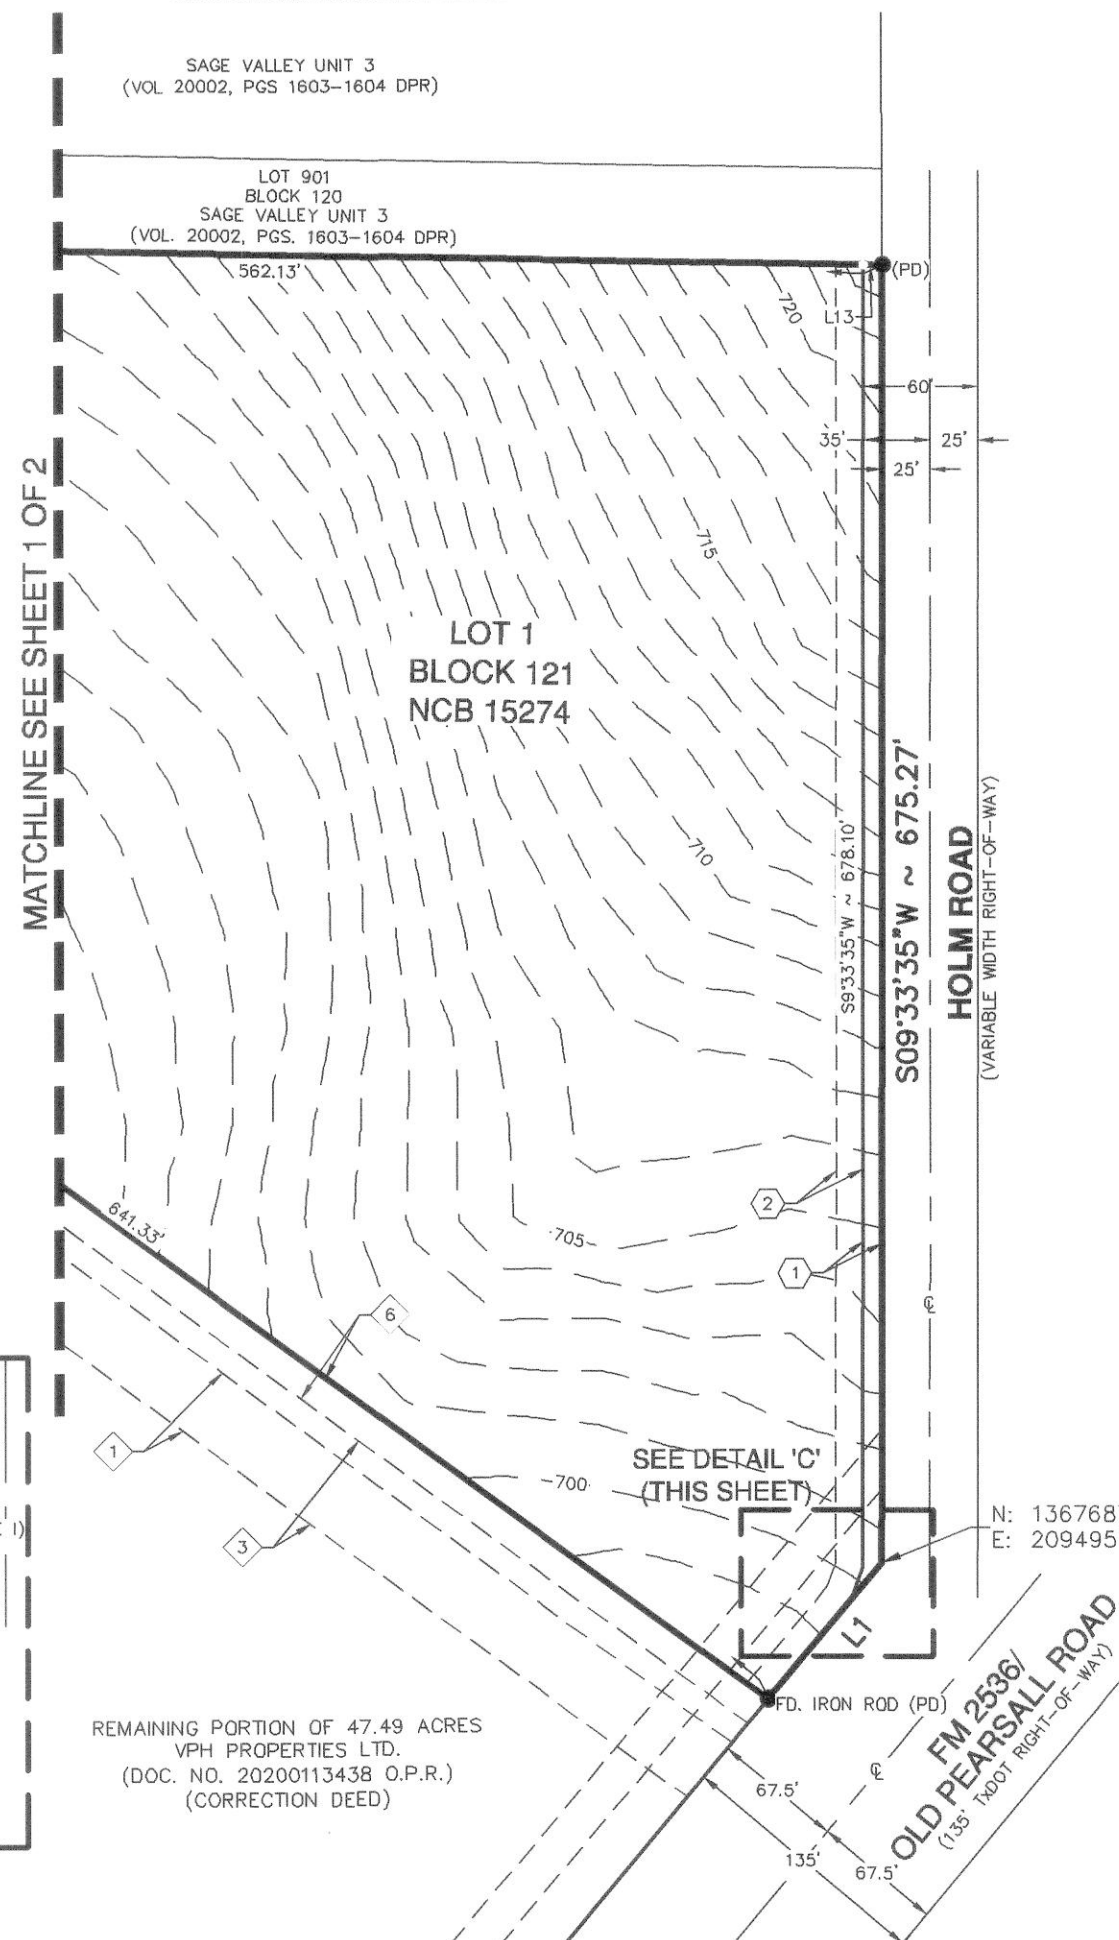 SAGE VALLEY UNIT 3
(VOL 20002, PGS 1603-1604 DPR)
LOT 901
BLOCK 120
SAGE VALLEY UNIT 3
(VOL. 20002, PGS. 1603-1604 DPR)
562.13'
(PD)
720
L13
60'
35'
25'
25'
MATCHLINE SEE SHEET 1 OF 2
715
LOT 1
BLOCK 121
NCB 15274
710
S9°33'35"W ~ 678.10'
S09°33'35"W ~ 675.27'
HOLM ROAD
(VARIABLE WIDTH RIGHT-OF-WAY)
2
641.33'
705
1
℄
6
1
3
SEE DETAIL 'C'
(THIS SHEET)
700
N: 136768
E: 209495
L1
FD. IRON ROD (PD)
FM 2536/
OLD PEARSALL ROAD
(135' TxDOT RIGHT-OF-WAY)
REMAINING PORTION OF 47.49 ACRES
VPH PROPERTIES LTD.
(DOC. NO. 20200113438 O.P.R.)
(CORRECTION DEED)
67.5'
℄
135'
67.5'